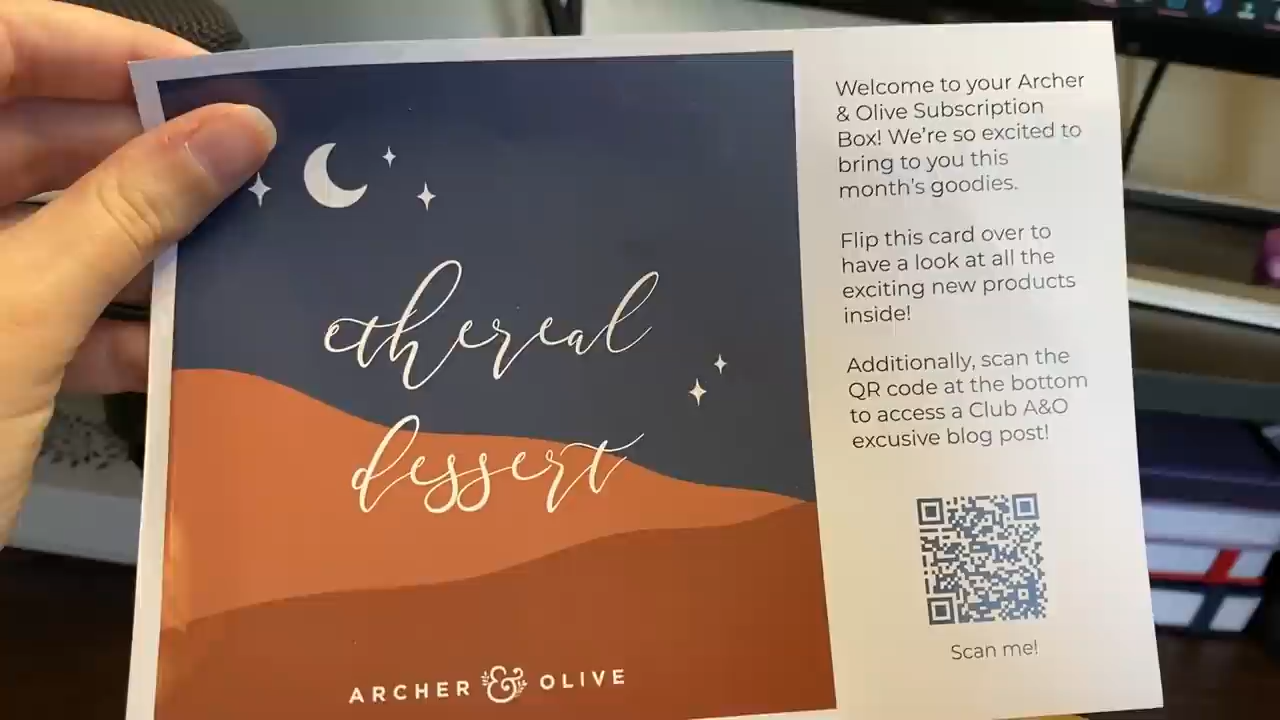 ethereal
dessert
ARCHER & OLIVE
Welcome to your Archer
& Olive Subscription
Box! We're so excited to
bring to you this
month's goodies.
Flip this card over to
have a look at all the
exciting new products
inside!
Additionally, scan the
QR code at the bottom
to access a Club A&O
excusive blog post!
Scan me!